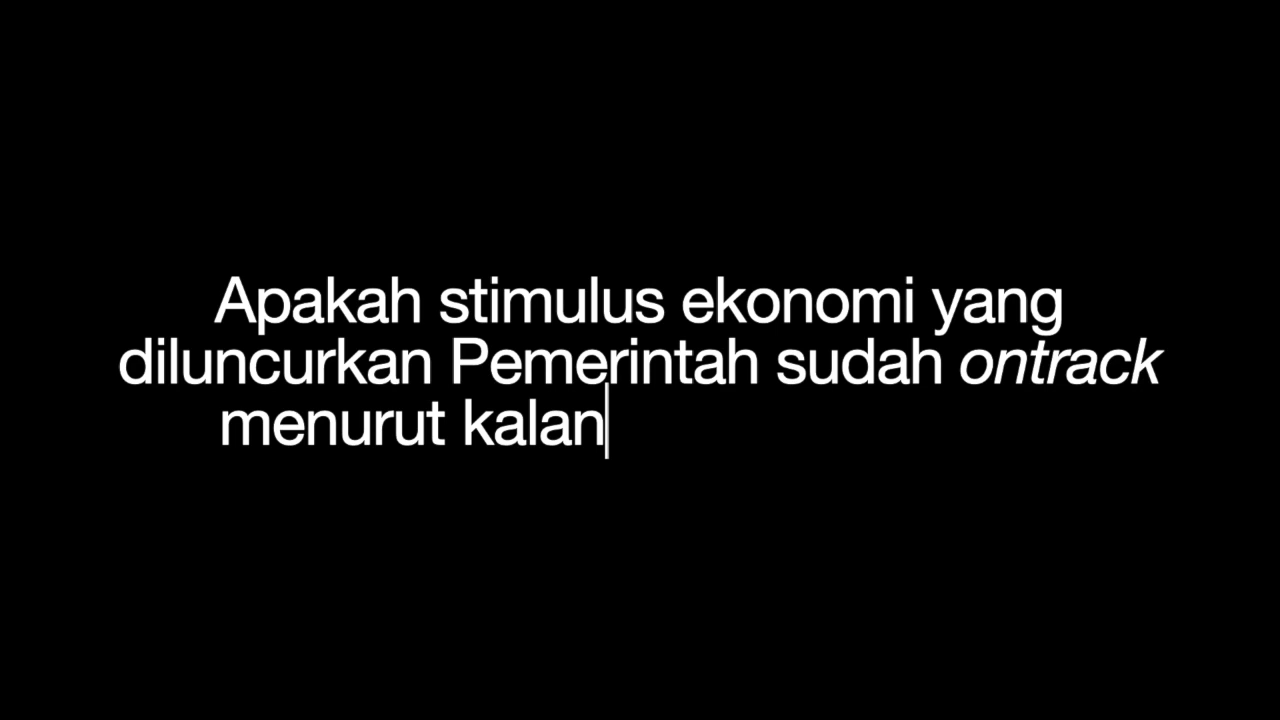 Apakah stimulus ekonomi yang
diluncurkan Pemerintah sudah ontrack
menurut kalan